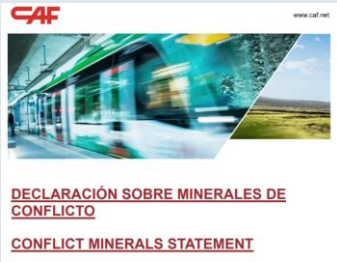 CAF
www.caf.net
DECLARACIÓN SOBRE MINERALES DE
CONFLICTO
CONFLICT MINERALS STATEMENT